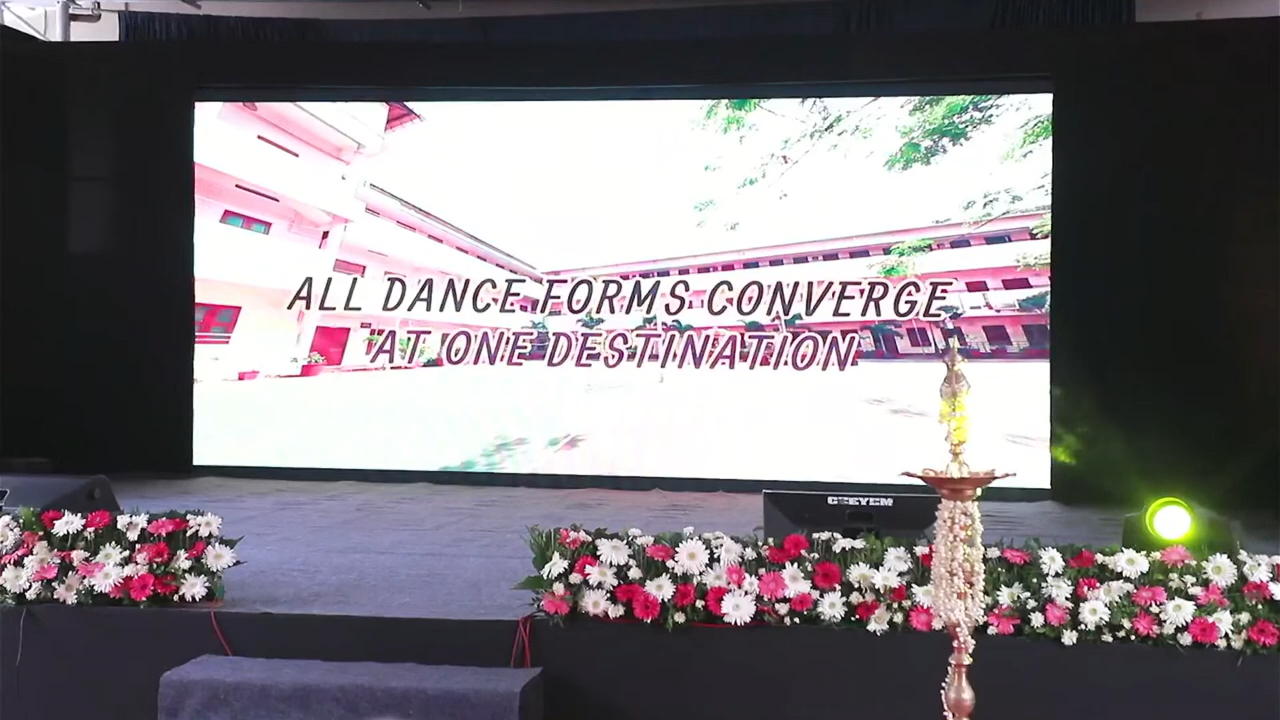 ALL DANCE FORMS CONVERGE
"AT ONE DESTINATION